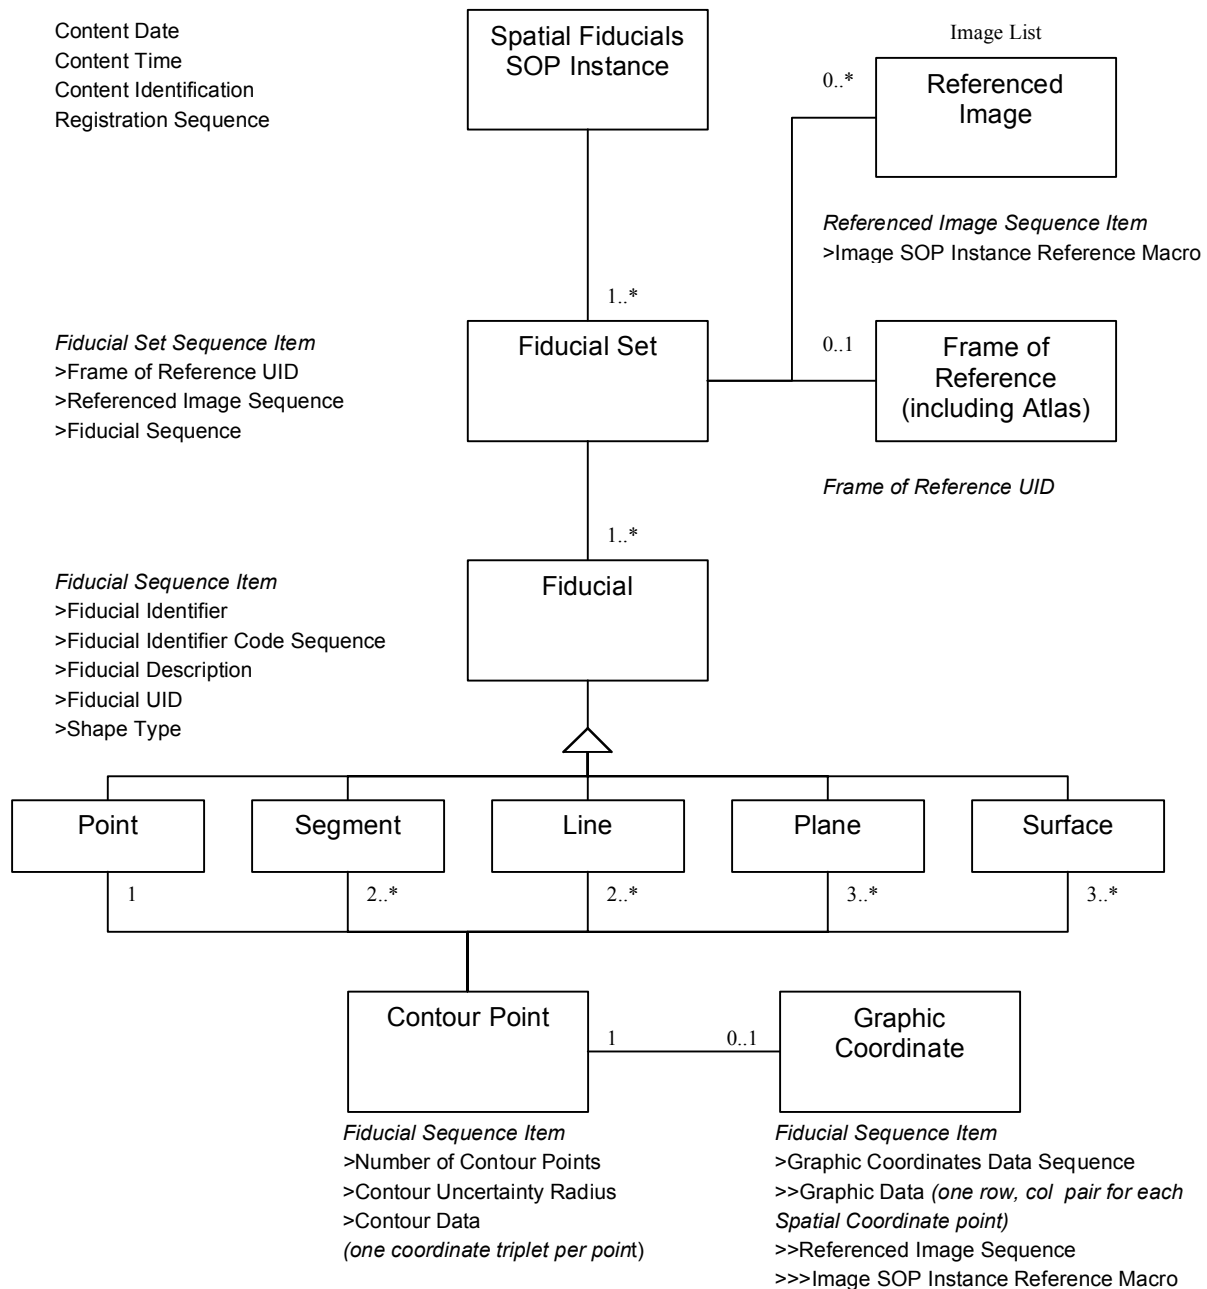 Content Date
Content Time
Content Identification
Registration Sequence
Spatial Fiducials
SOP Instance
Image List
0..*
Referenced
Image
Referenced Image Sequence Item
>Image SOP Instance Reference Macro
1..*
Fiducial Set Sequence Item
>Frame of Reference UID
>Referenced Image Sequence
>Fiducial Sequence
Fiducial Set
0..1
Frame of
Reference
(including Atlas)
Frame of Reference UID
1..*
Fiducial Sequence Item
>Fiducial Identifier
>Fiducial Identifier Code Sequence
>Fiducial Description
>Fiducial UID
>Shape Type
Fiducial
Point
Segment
Line
Plane
Surface
1
2..*
2..*
3..*
3..*
Contour Point
1
0..1
Graphic
Coordinate
Fiducial Sequence Item
>Number of Contour Points
>Contour Uncertainty Radius
>Contour Data
(one coordinate triplet per point)
Fiducial Sequence Item
>Graphic Coordinates Data Sequence
>>Graphic Data (one row, col pair for each
Spatial Coordinate point)
>>Referenced Image Sequence
>>>Image SOP Instance Reference Macro